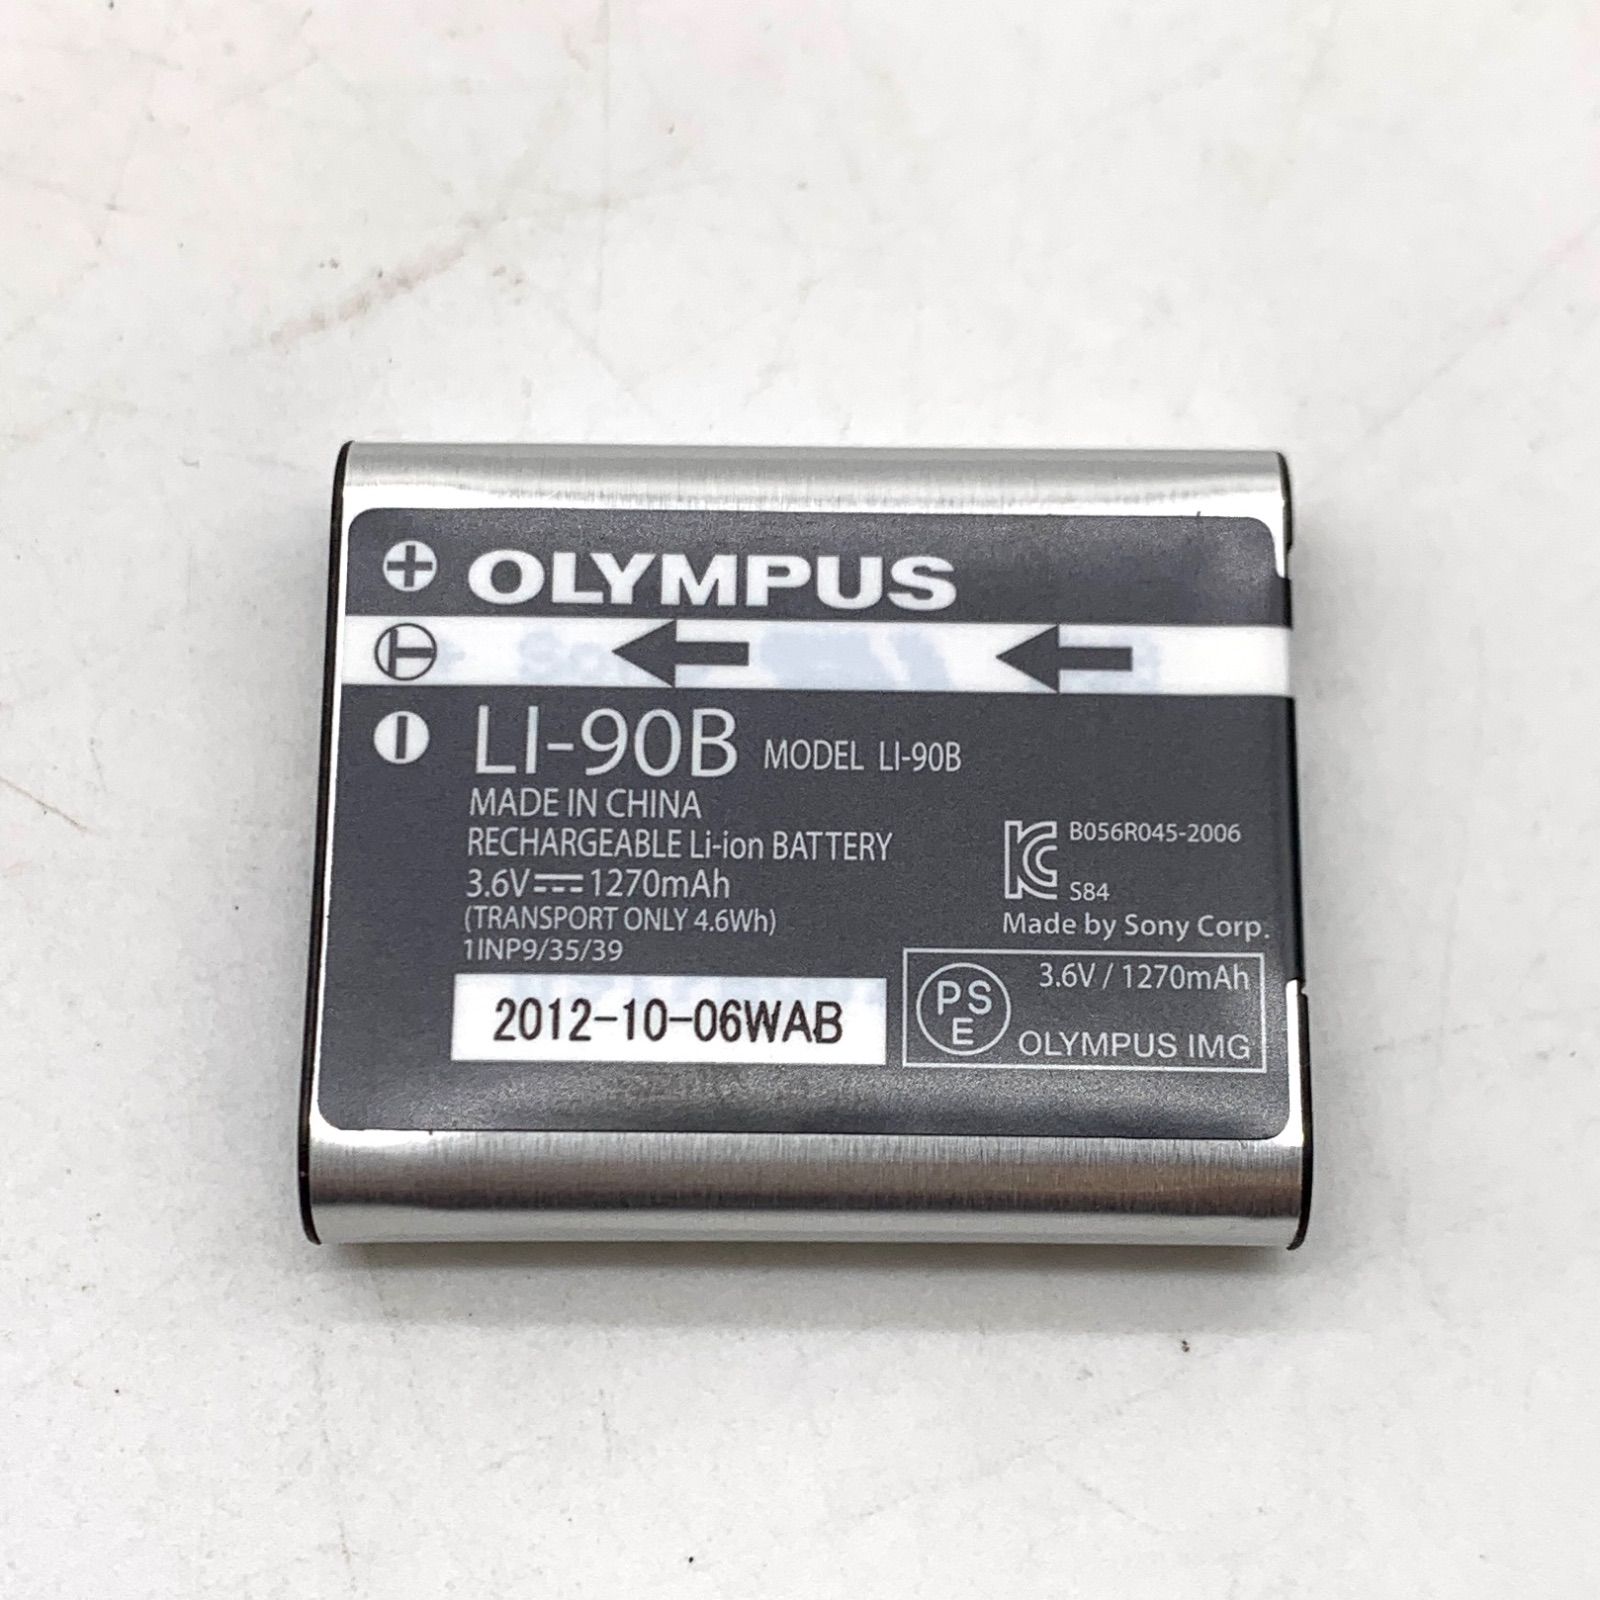 OLYMPUS
LI-90B MODEL LI-90B
MADE IN CHINA
RECHARGEABLE Li-ion BATTERY
3.6V⎓1270mAh
(TRANSPORT ONLY 4.6Wh)
1INP9/35/39
2012-10-06WAB
B056R045-2006
S84
Made by Sony Corp.
PS
E
3.6V / 1270mAh
OLYMPUS IMG